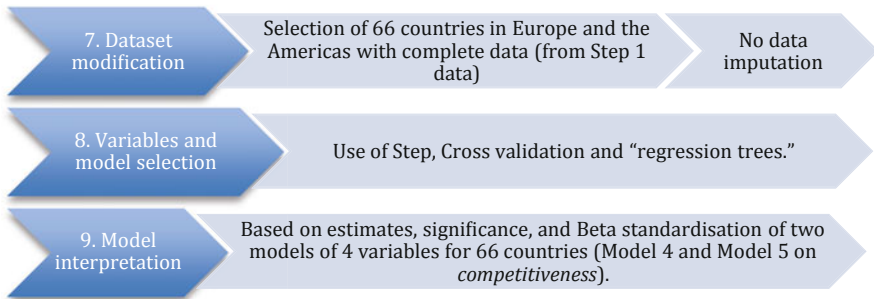 7. Dataset
modification
Selection of 66 countries in Europe and the
Americas with complete data (from Step 1
data)
No data
imputation
8. Variables and
model selection
Use of Step, Cross validation and “regression trees.”
9. Model
interpretation
Based on estimates, significance, and Beta standardisation of two
models of 4 variables for 66 countries (Model 4 and Model 5 on
competitiveness).